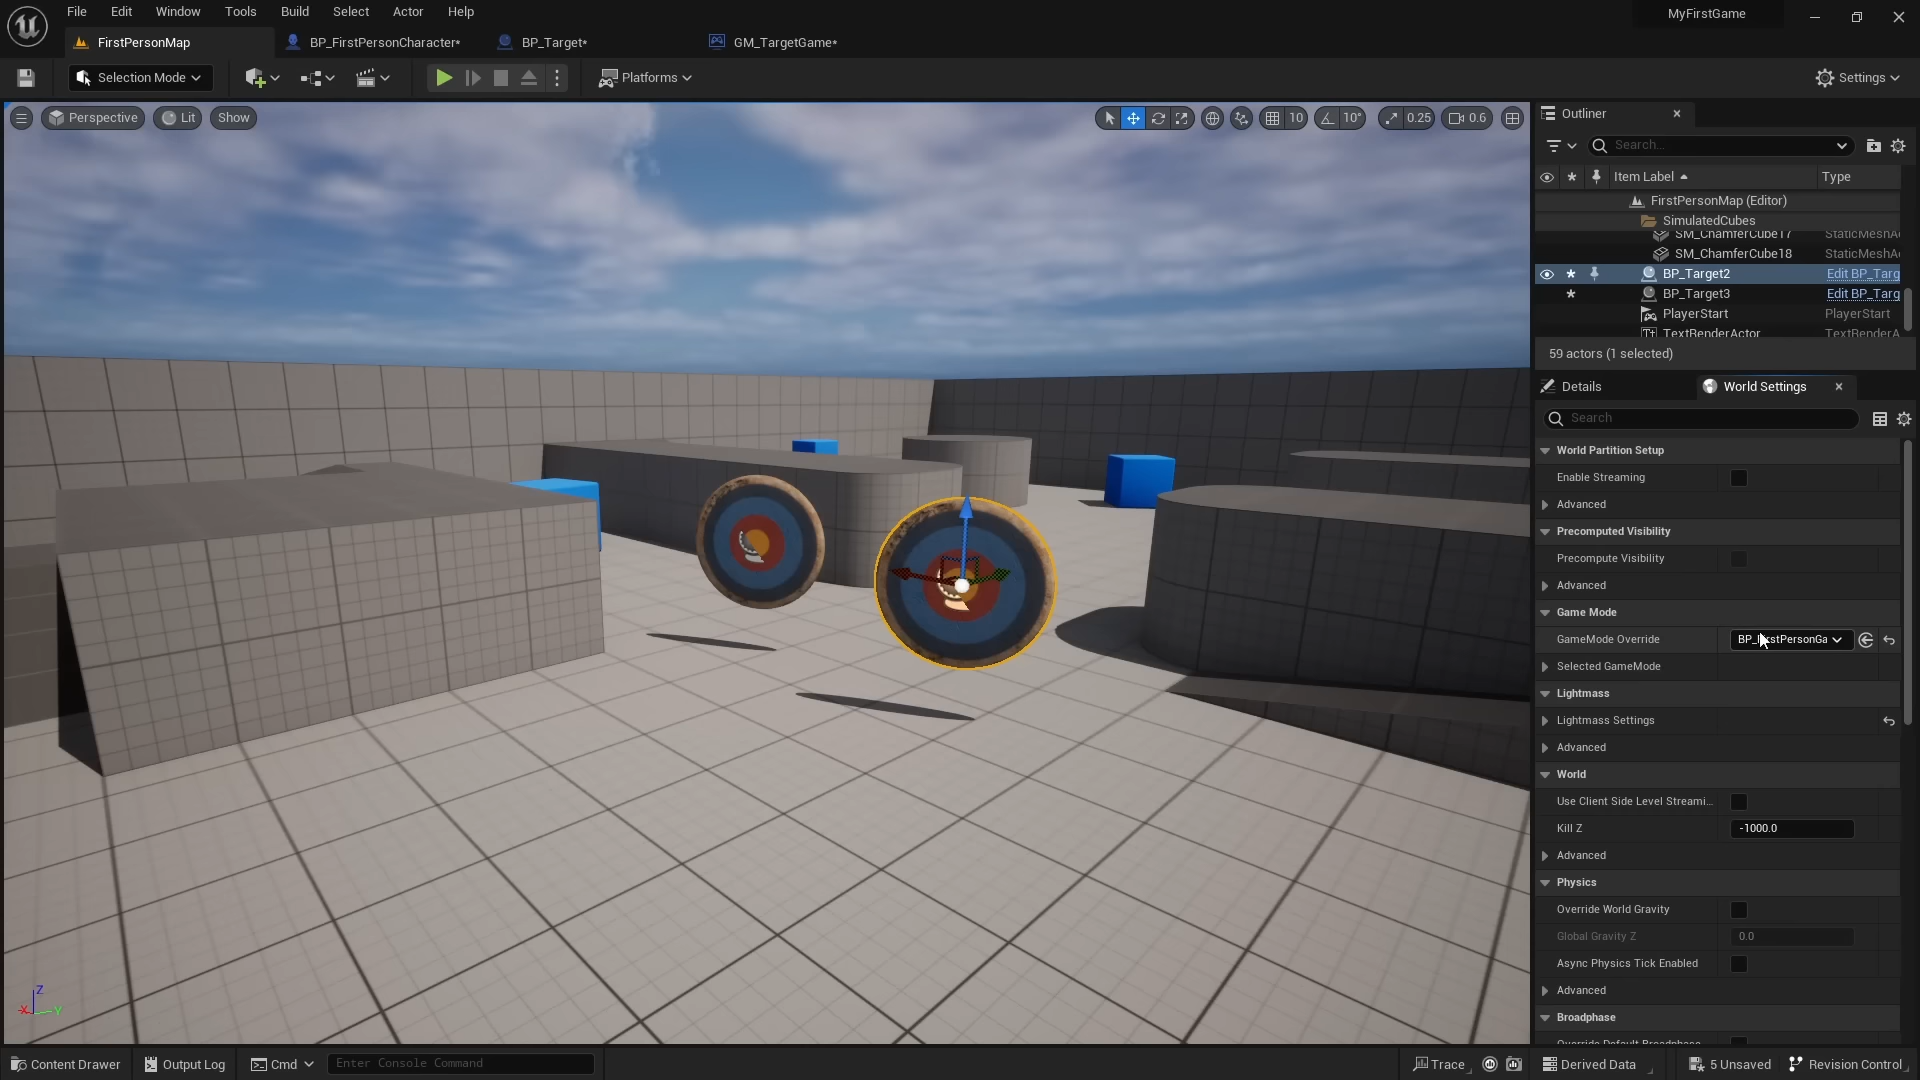 File Edit Window Tools Build Select Actor Help
MyFirstGame
FirstPersonMap
BP_FirstPersonCharacter*
BP_Target*
GM_TargetGame*
Selection Mode
Platforms
Settings
Perspective
Lit
Show
10
10°
0.25
0.6
Outliner
Search...
Item Label
Type
FirstPersonMap (Editor)
SimulatedCubes
SM_ChamferCube17 StaticMeshA
SM_ChamferCube18 StaticMeshA
BP_Target2 Edit BP_Targ
BP_Target3 Edit BP_Targ
PlayerStart PlayerStart
TextRenderActor TextRenderA
59 actors (1 selected)
Details
World Settings
Search
World Partition Setup
Enable Streaming
Advanced
Precomputed Visibility
Precompute Visibility
Advanced
Game Mode
GameMode Override
Selected GameMode
Lightmass
Lightmass Settings
Advanced
World
Use Client Side Level Streami...
Kill Z -1000.0
Advanced
Physics
Override World Gravity
Global Gravity Z 0.0
Async Physics Tick Enabled
Advanced
Broadphase
Override Default Broadphase
Z
X
Y
Content Drawer
Output Log
Cmd
Enter Console Command
Trace
Derived Data
5 Unsaved
Revision Control